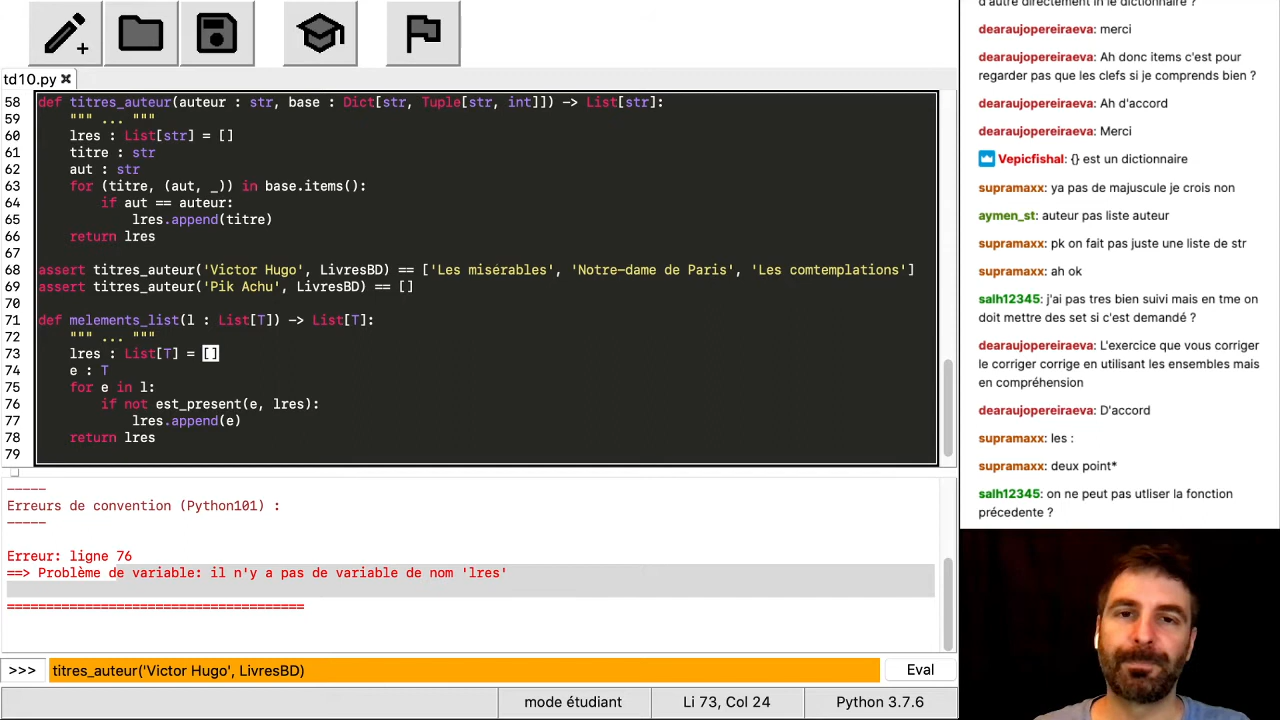 td10.py
58 def titres_auteur(auteur : str, base : Dict[str, Tuple[str, int]]) -> List[str]:
59 """ ... """
60 lres : List[str] = []
61 titre : str
62 aut : str
63 for (titre, (aut, _)) in base.items():
64 if aut == auteur:
65 lres.append(titre)
66 return lres
67
68 assert titres_auteur('Victor Hugo', LivresBD) == ['Les misérables', 'Notre-dame de Paris', 'Les comtemplations']
69 assert titres_auteur('Pik Achu', LivresBD) == []
70
71 def melements_list(l : List[T]) -> List[T]:
72 """ ... """
73 lres : List[T] = []
74 e : T
75 for e in l:
76 if not est_present(e, lres):
77 lres.append(e)
78 return lres
79
-----
Erreurs de convention (Python101) :
-----
Erreur: ligne 76
==> Problème de variable: il n'y a pas de variable de nom 'lres'
======================================
>>> titres_auteur('Victor Hugo', LivresBD) Eval
mode étudiant Li 73, Col 24 Python 3.7.6
d'autre directement in le dictionnaire ?
dearaujopereiraeva: merci
dearaujopereiraeva: Ah donc items c'est pour
regarder pas que les clefs si je comprends bien ?
dearaujopereiraeva: Ah d'accord
dearaujopereiraeva: Merci
Vepicfishal: {} est un dictionnaire
supramaxx: ya pas de majuscule je crois non
aymen_st: auteur pas liste auteur
supramaxx: pk on fait pas juste une liste de str
supramaxx: ah ok
salh12345: j'ai pas tres bien suivi mais en tme on
doit mettre des set si c'est demandé ?
dearaujopereiraeva: L'exercice que vous corriger
le corriger corrige en utilisant les ensembles mais
en compréhension
dearaujopereiraeva: D'accord
supramaxx: les :
supramaxx: deux point*
salh12345: on ne peut pas utliser la fonction
précedente ?